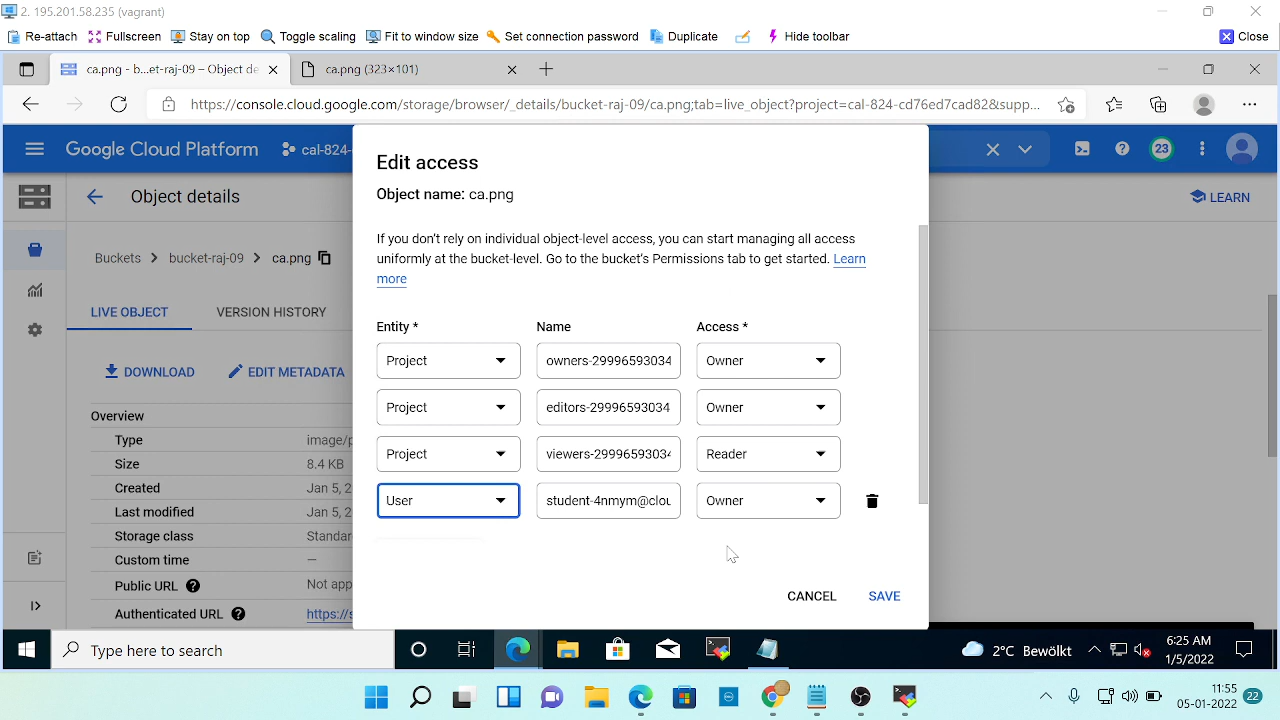 2. 195.201.58.235 (vagrant)
Re-attach Fullscreen Stay on top Toggle scaling Fit to window size Set connection password Duplicate Hide toolbar Close
ca.png - b...et-raj-09 – Object de ca.png (323×101)
https://console.cloud.google.com/storage/browser/_details/bucket-raj-09/ca.png;tab=live_object?project=cal-824-cd76ed7cad82&supp...
Google Cloud Platform cal-824- 23
Object details LEARN
Buckets bucket-raj-09 ca.png
LIVE OBJECT VERSION HISTORY
DOWNLOAD EDIT METADATA
Overview
Type image/p
Size 8.4 KB
Created Jan 5, 2
Last modified Jan 5, 2
Storage class Standar
Custom time —
Public URL Not app
Authenticated URL https://s
Edit access
Object name: ca.png
If you don't rely on individual object-level access, you can start managing all access
uniformly at the bucket-level. Go to the bucket's Permissions tab to get started. Learn
more
Entity * Name Access *
Project owners-29996593034 Owner
Project editors-29996593034 Owner
Project viewers-29996593034 Reader
User student-4nmym@clou Owner
CANCEL SAVE
Type here to search 2°C Bewölkt 6:25 AM
1/5/2022
11:55
05-01-2022 22